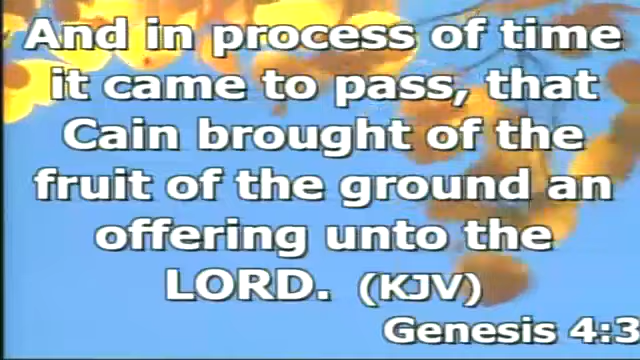 And in process of time
it came to pass, that
Cain brought of the
fruit of the ground an
offering unto the
LORD. (KJV)
Genesis 4:3